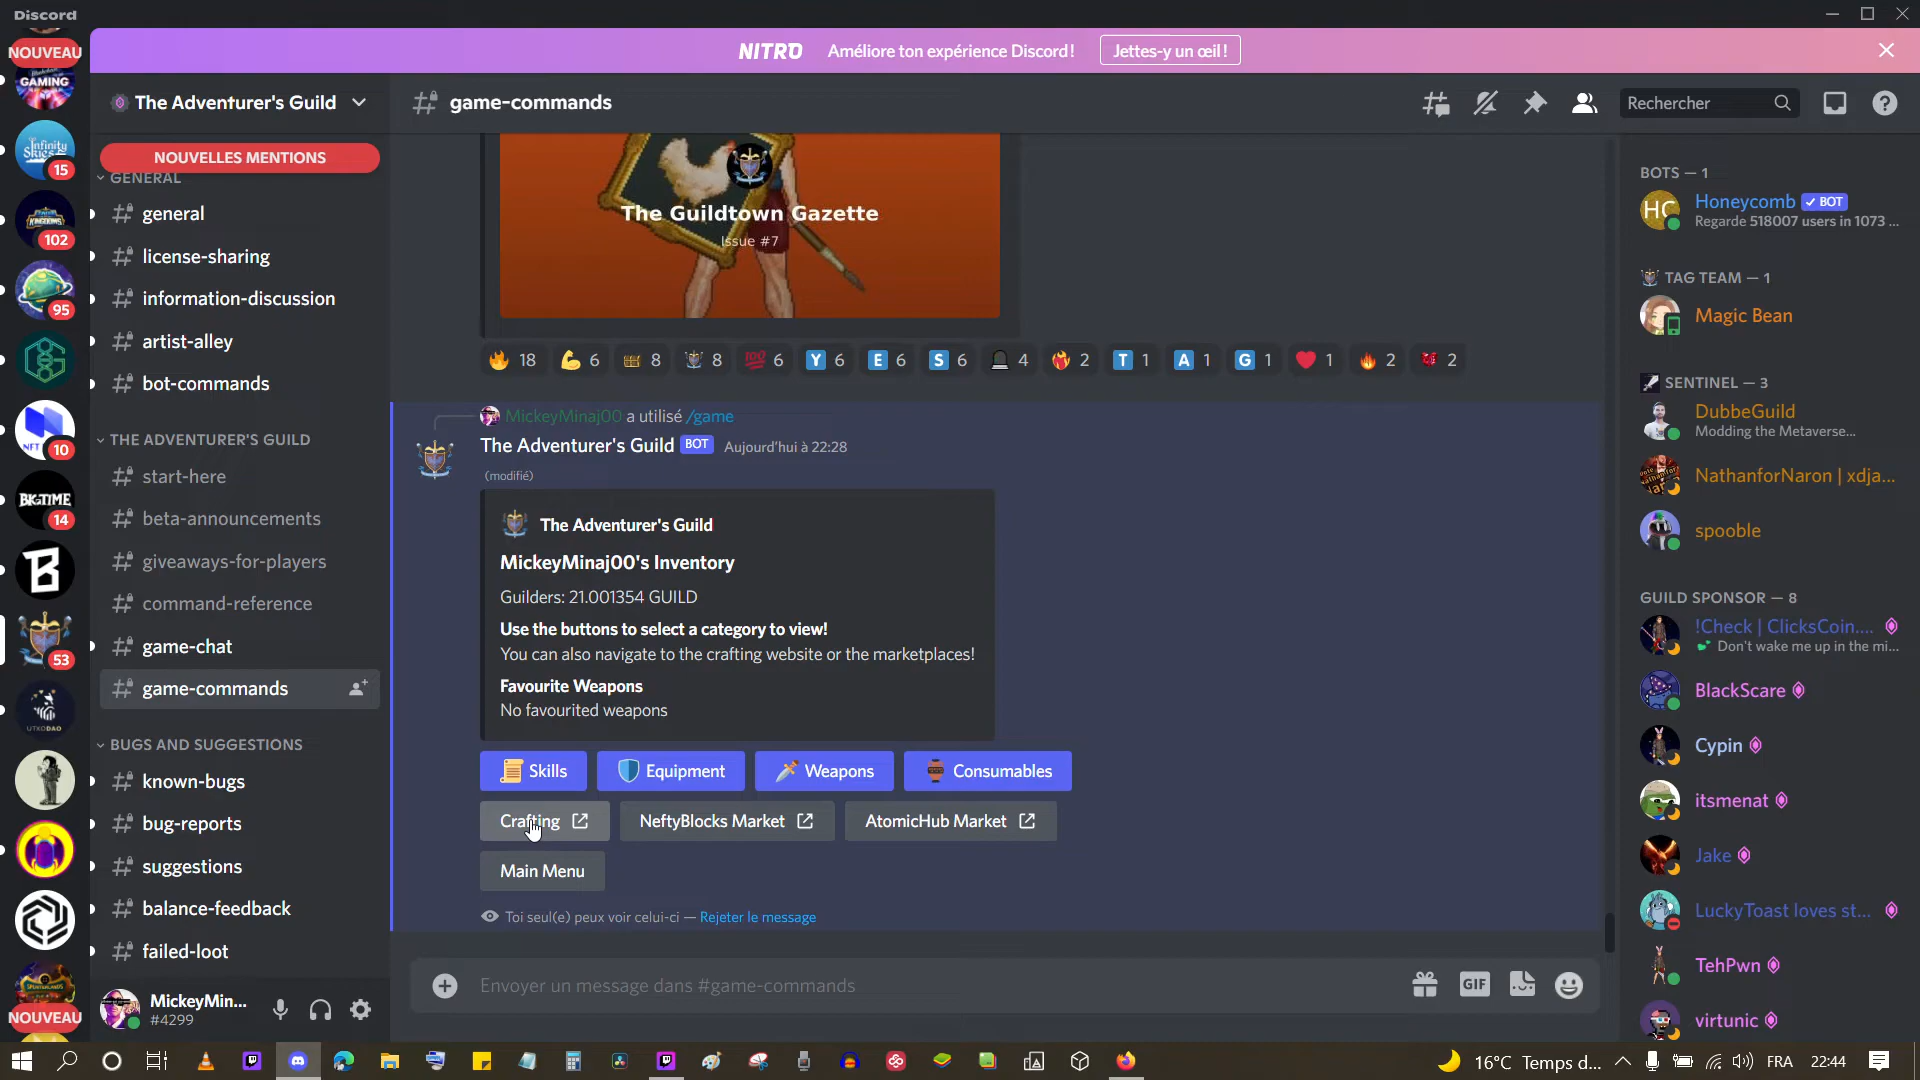 Discord
NITRO Améliore ton expérience Discord ! Jettes-y un œil !
NOUVEAU
GAMING
Infinity Skies
15
KINGDOMS
102
95
NFT
10
BIGTIME
14
53
UTKODAO
NOUVEAU
The Adventurer's Guild
NOUVELLES MENTIONS
GENERAL
general
license-sharing
information-discussion
artist-alley
bot-commands
THE ADVENTURER'S GUILD
start-here
beta-announcements
giveaways-for-players
command-reference
game-chat
game-commands
BUGS AND SUGGESTIONS
known-bugs
bug-reports
suggestions
balance-feedback
failed-loot
MickeyMin...
#4299
game-commands
Rechercher
The Guildtown Gazette
Issue #7
18 6 8 8 100 6 Y 6 E 6 S 6 4 2 T 1 A 1 G 1 1 2 2
MickeyMinaj00 a utilisé /game
The Adventurer's Guild BOT Aujourd'hui à 22:28
(modifié)
The Adventurer's Guild
MickeyMinaj00's Inventory
Guilders: 21.001354 GUILD
Use the buttons to select a category to view!
You can also navigate to the crafting website or the marketplaces!
Favourite Weapons
No favourited weapons
Skills Equipment Weapons Consumables
Crafting NeftyBlocks Market AtomicHub Market
Main Menu
Toi seul(e) peux voir celui-ci — Rejeter le message
Envoyer un message dans #game-commands
GIF
BOTS — 1
HC
Honeycomb BOT
Regarde 518007 users in 1073 ...
TAG TEAM — 1
Magic Bean
SENTINEL — 3
DubbeGuild
Modding the Metaverse...
NathanforNaron | xdja...
spooble
GUILD SPONSOR — 8
!Check | ClicksCoin....
Don't wake me up in the mi...
BlackScare
Cypin
itsmenat
Jake
LuckyToast loves st...
TehPwn
virtunic
16°C Temps d... FRA 22:44